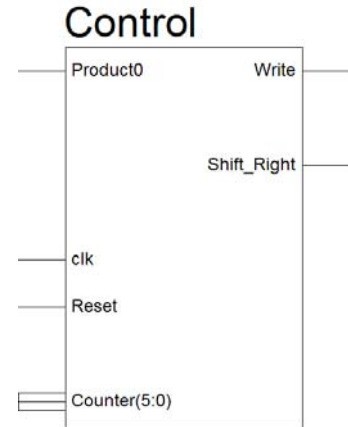 Control
Product0
Write
Shift_Right
clk
Reset
Counter(5:0)